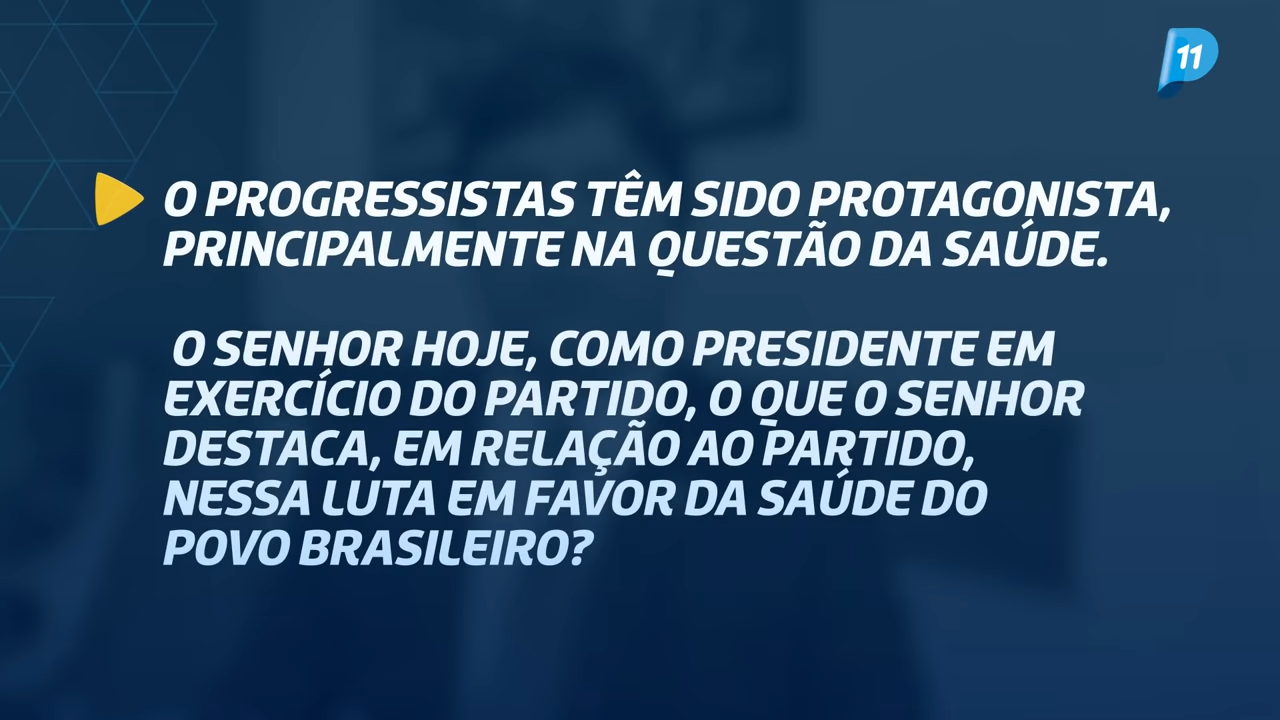 11
O PROGRESSISTAS TÊM SIDO PROTAGONISTA,
PRINCIPALMENTE NA QUESTÃO DA SAÚDE.
O SENHOR HOJE, COMO PRESIDENTE EM
EXERCÍCIO DO PARTIDO, O QUE O SENHOR
DESTACA, EM RELAÇÃO AO PARTIDO,
NESSA LUTA EM FAVOR DA SAÚDE DO
POVO BRASILEIRO?